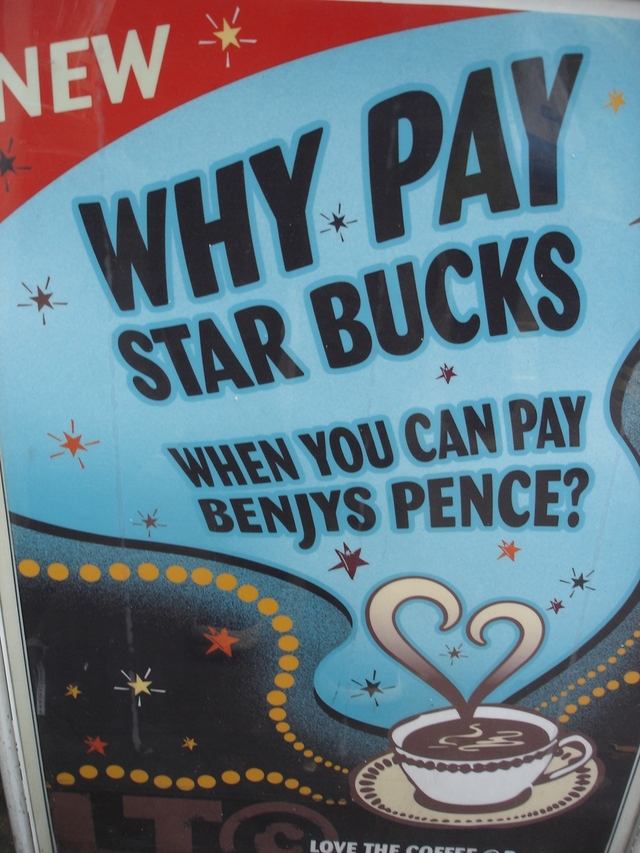 NEW
WHY PAY
STAR BUCKS
WHEN YOU CAN PAY
BENJYS PENCE?
LOVE THE COFFEE @